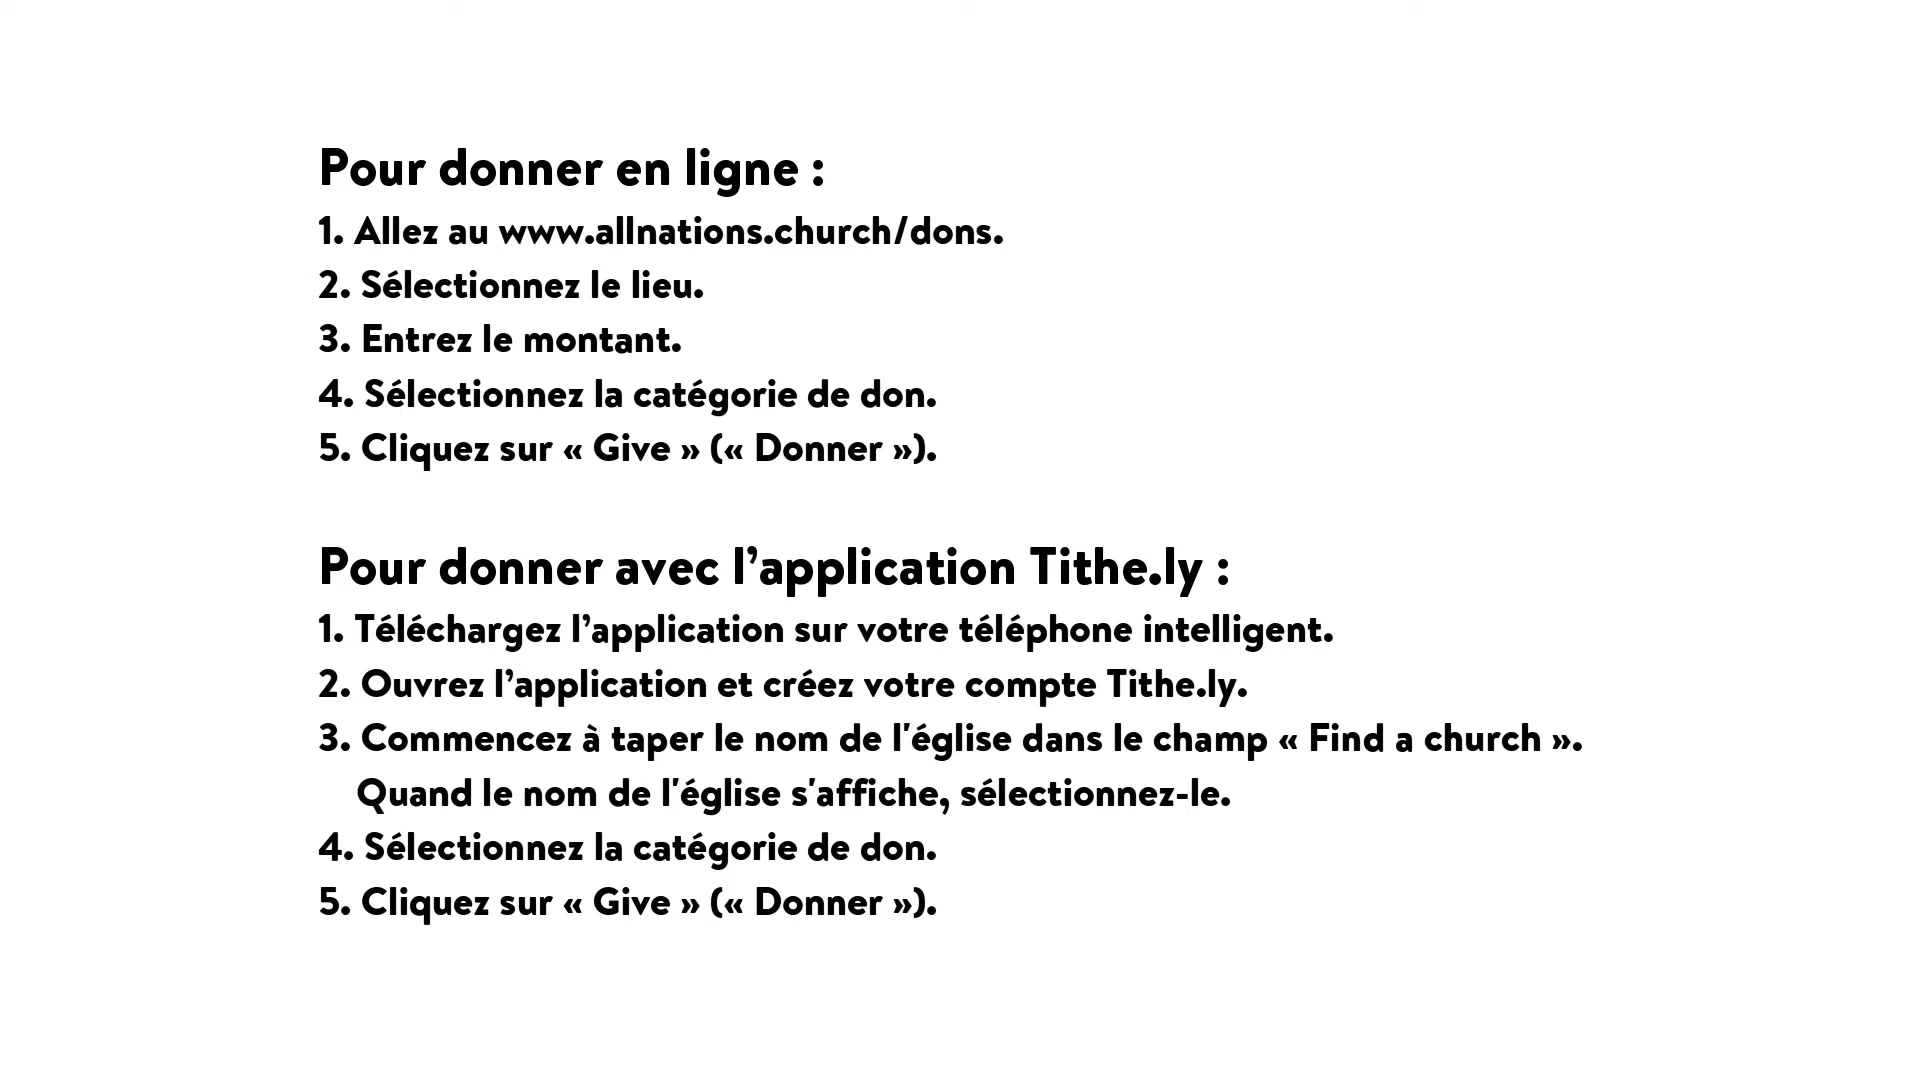 Pour donner en ligne :
1. Allez au www.allnations.church/dons.
2. Sélectionnez le lieu.
3. Entrez le montant.
4. Sélectionnez la catégorie de don.
5. Cliquez sur « Give » (« Donner »).
Pour donner avec l’application Tithe.ly :
1. Téléchargez l’application sur votre téléphone intelligent.
2. Ouvrez l’application et créez votre compte Tithe.ly.
3. Commencez à taper le nom de l'église dans le champ « Find a church ».
Quand le nom de l'église s'affiche, sélectionnez-le.
4. Sélectionnez la catégorie de don.
5. Cliquez sur « Give » (« Donner »).